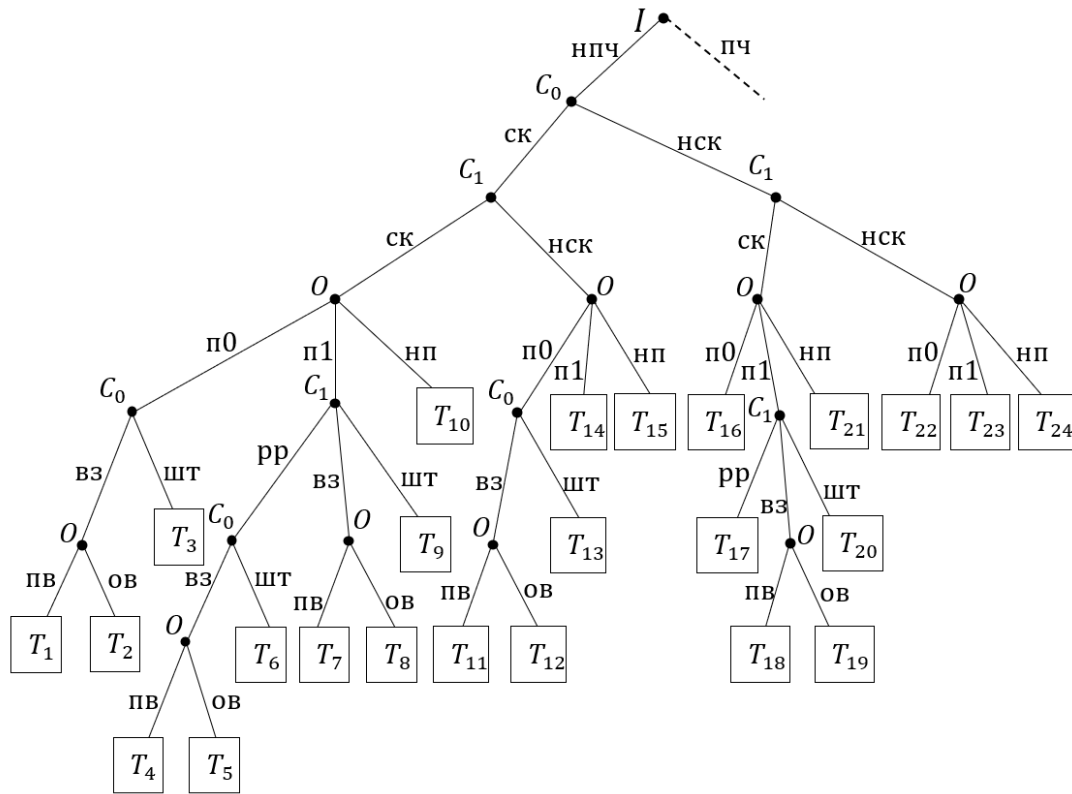 I
нпч пч
C₀
ск нск
C₁ C₁
ск нск ск нск
O O O O
п0 п1 нп п0 п1 нп п0 п1 нп п0 п1 нп
C₀ C₁ T₁₀ C₀ T₁₄ T₁₅ T₁₆ C₁ T₂₁ T₂₂ T₂₃ T₂₄
вз шт рр вз шт вз шт рр вз шт
O T₃ C₀ O T₉ O T₁₃ T₁₇ O T₂₀
пв ов вз шт пв ов пв ов пв ов
T₁ T₂ O T₆ T₇ T₈ T₁₁ T₁₂ T₁₈ T₁₉
пв ов
T₄ T₅